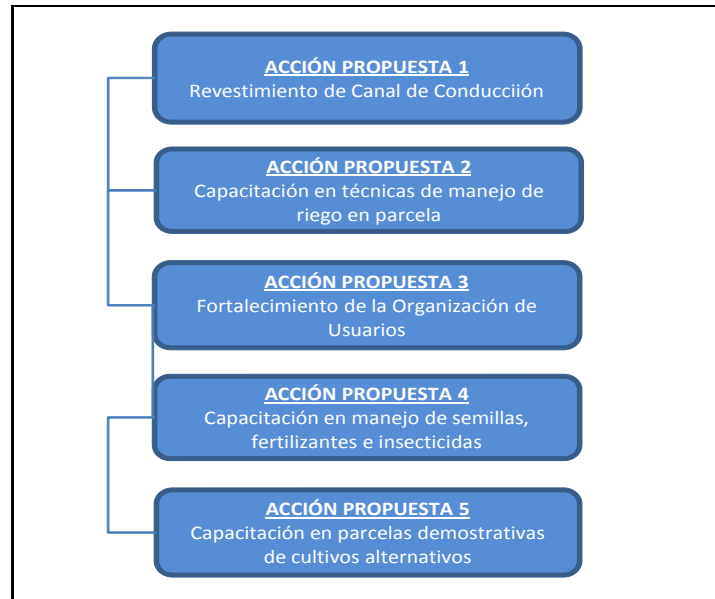 ACCIÓN PROPUESTA 1
Revestimiento de Canal de Conducciión
ACCIÓN PROPUESTA 2
Capacitación en técnicas de manejo de
riego en parcela
ACCIÓN PROPUESTA 3
Fortalecimiento de la Organización de
Usuarios
ACCIÓN PROPUESTA 4
Capacitación en manejo de semillas,
fertilizantes e insecticidas
ACCIÓN PROPUESTA 5
Capacitación en parcelas demostrativas
de cultivos alternativos